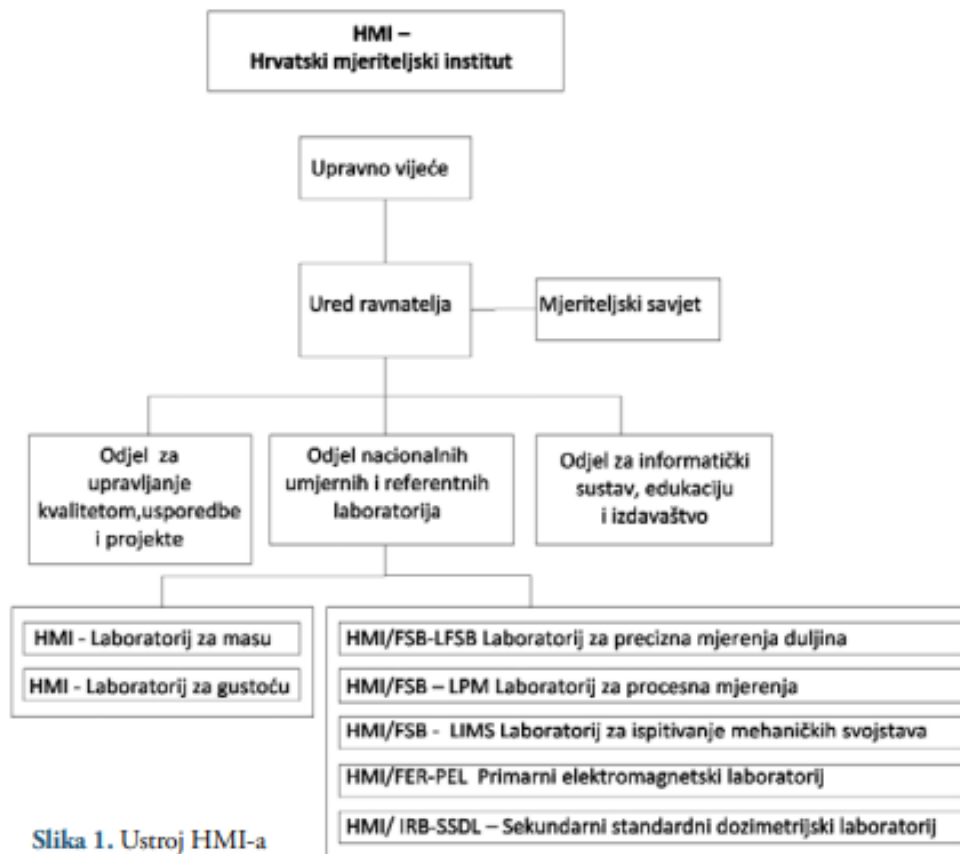 HMI –
Hrvatski mjeriteljski institut
Upravno vijeće
Ured ravnatelja
Mjeriteljski savjet
Odjel za
upravljanje
kvalitetom,usporedbe
i projekte
Odjel nacionalnih
umjernih i referentnih
laboratorija
Odjel za informatički
sustav, edukaciju
i izdavaštvo
HMI - Laboratorij za masu
HMI - Laboratorij za gustoću
HMI/FSB-LFSB Laboratorij za precizna mjerenja duljina
HMI/FSB – LPM Laboratorij za procesna mjerenja
HMI/FSB - LIMS Laboratorij za ispitivanje mehaničkih svojstava
HMI/FER-PEL Primarni elektromagnetski laboratorij
HMI/ IRB-SSDL – Sekundarni standardni dozimetrijski laboratorij
Slika 1. Ustroj HMI-a